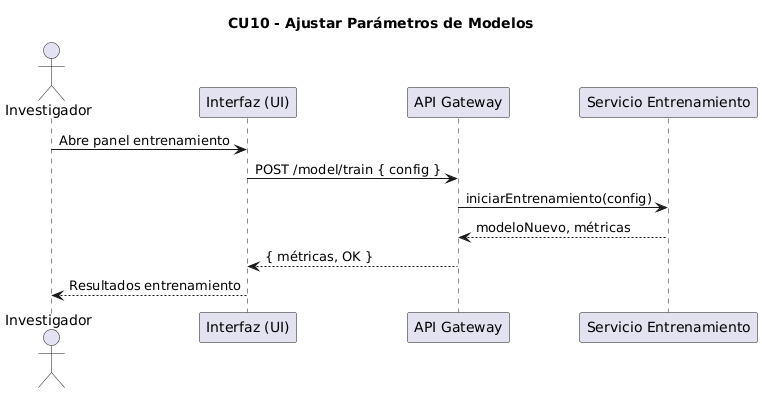 CU10 - Ajustar Parámetros de Modelos
Investigador
Interfaz (UI)
API Gateway
Servicio Entrenamiento
Abre panel entrenamiento
POST /model/train { config }
iniciarEntrenamiento(config)
modeloNuevo, métricas
{ métricas, OK }
Resultados entrenamiento
Investigador
Interfaz (UI)
API Gateway
Servicio Entrenamiento